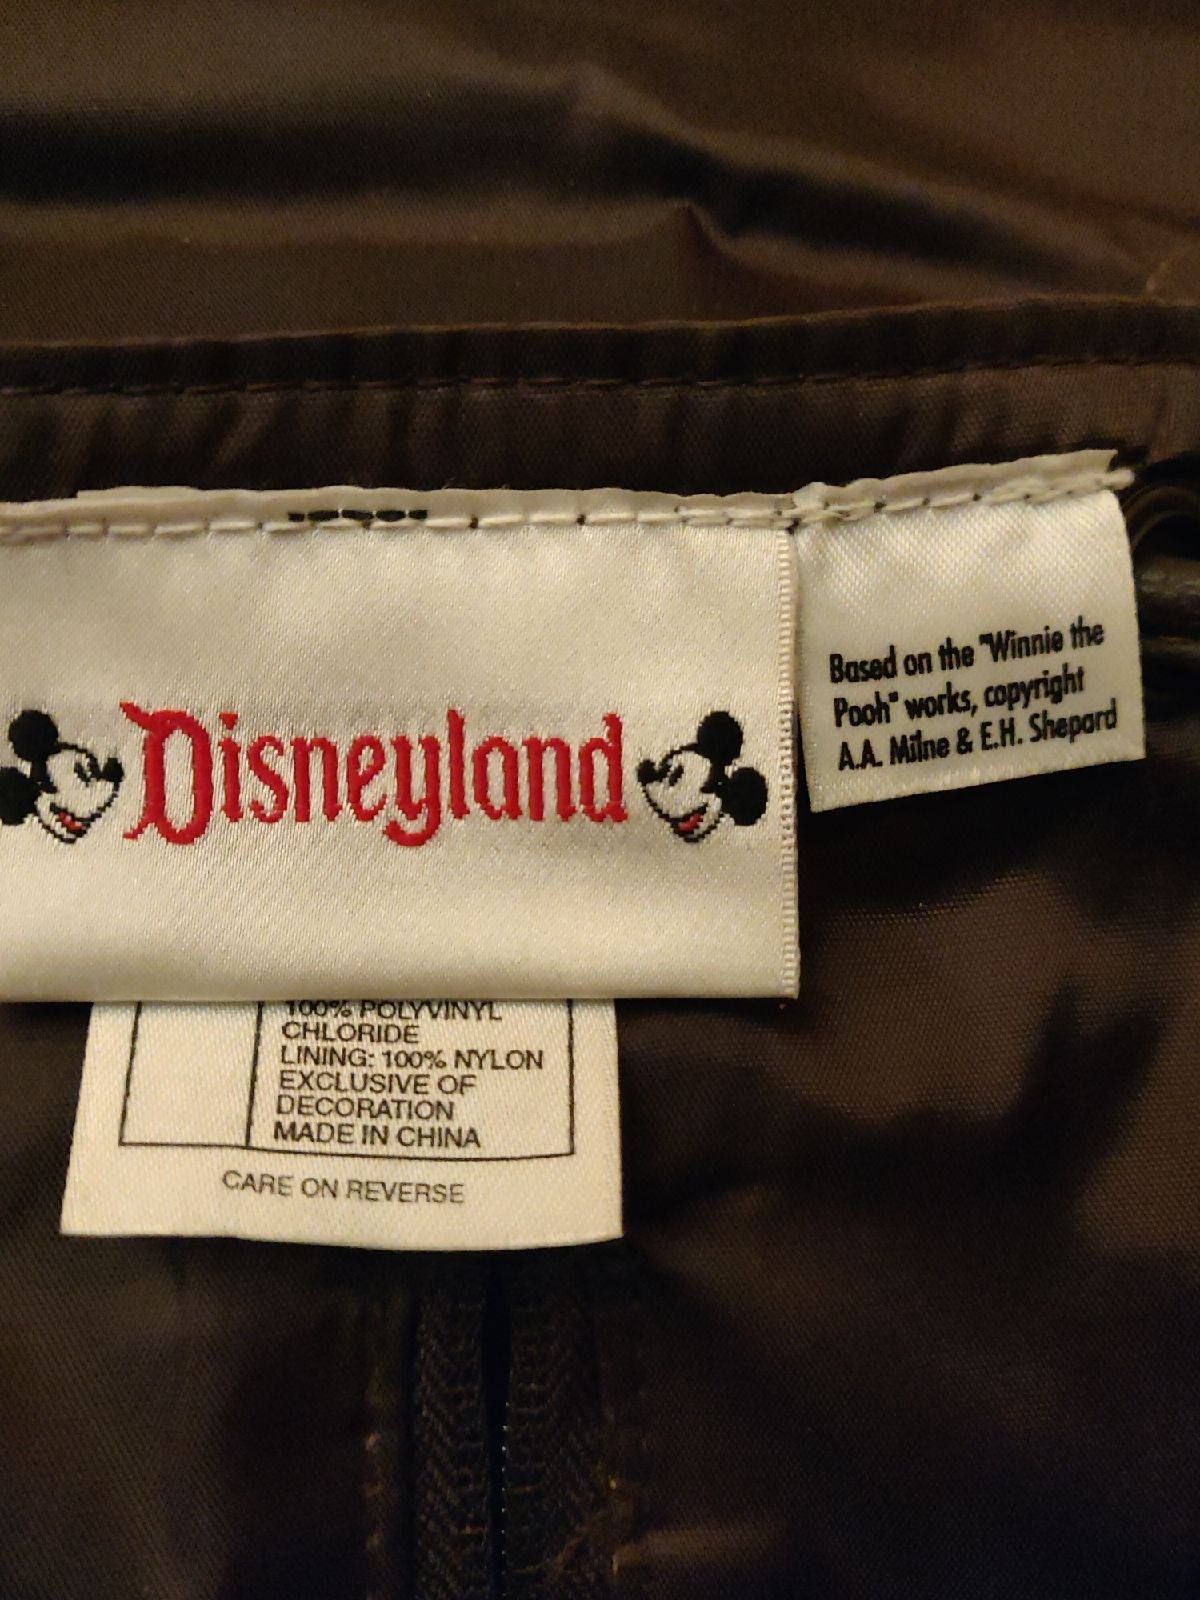 Disneyland
Based on the "Winnie the
Pooh" works, copyright
A.A. Milne & E.H. Shepard
100% POLYVINYL
CHLORIDE
LINING: 100% NYLON
EXCLUSIVE OF
DECORATION
MADE IN CHINA
CARE ON REVERSE